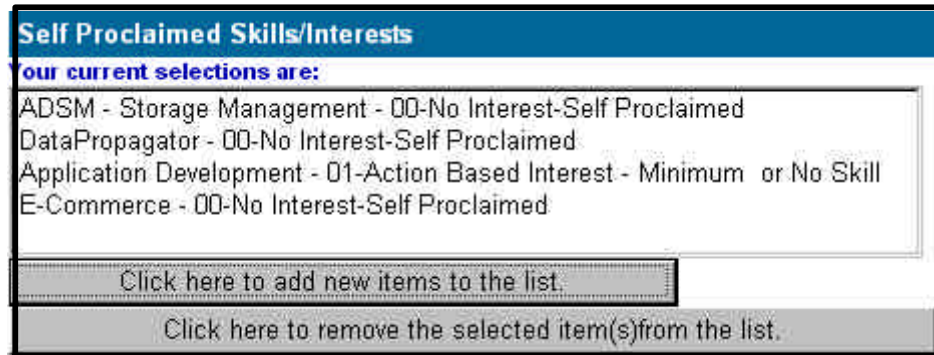 Self Proclaimed Skills/Interests
Your current selections are:
ADSM - Storage Management - 00-No Interest-Self Proclaimed
DataPropagator - 00-No Interest-Self Proclaimed
Application Development - 01-Action Based Interest - Minimum  or No Skill
E-Commerce - 00-No Interest-Self Proclaimed
Click here to add new items to the list.
Click here to remove the selected item(s)from the list.